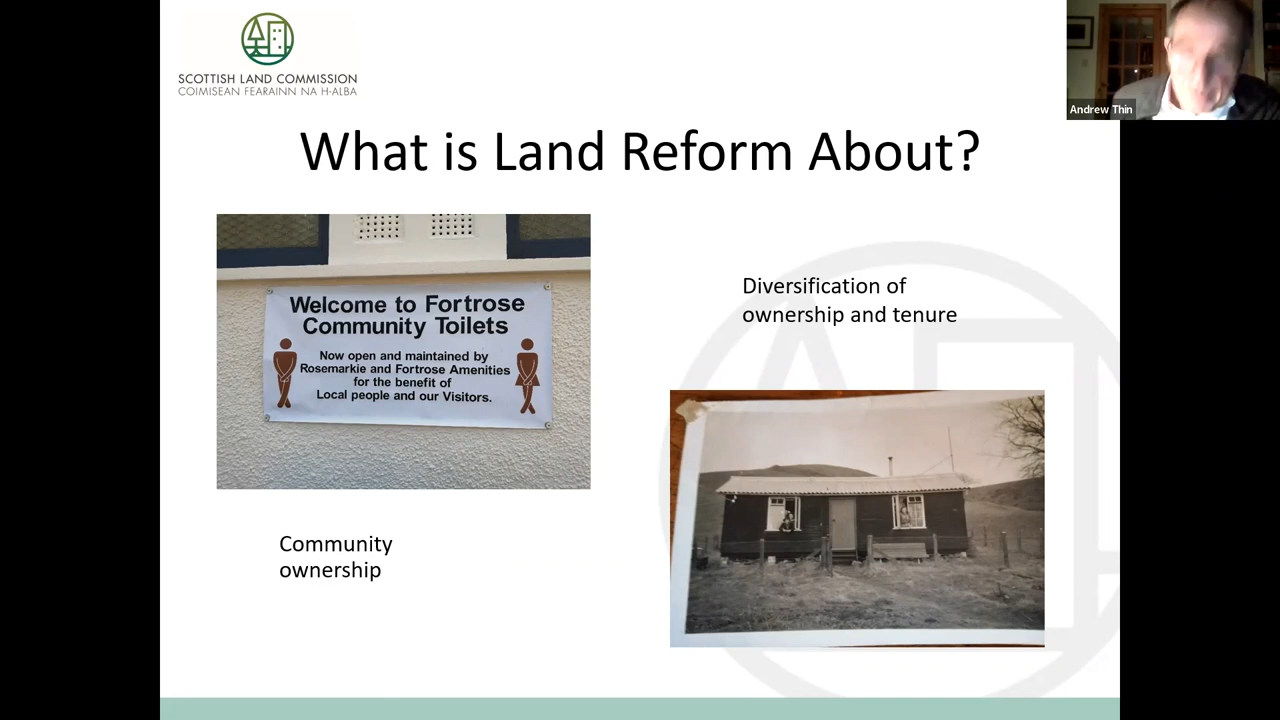 SCOTTISH LAND COMMISSION
COIMISEAN FEARAINN NA H-ALBA
Andrew Thin
What is Land Reform About?
Welcome to Fortrose
Community Toilets
Now open and maintained by
Rosemarkie and Fortrose Amenities
for the benefit of
Local people and our Visitors.
Diversification of
ownership and tenure
Community
ownership